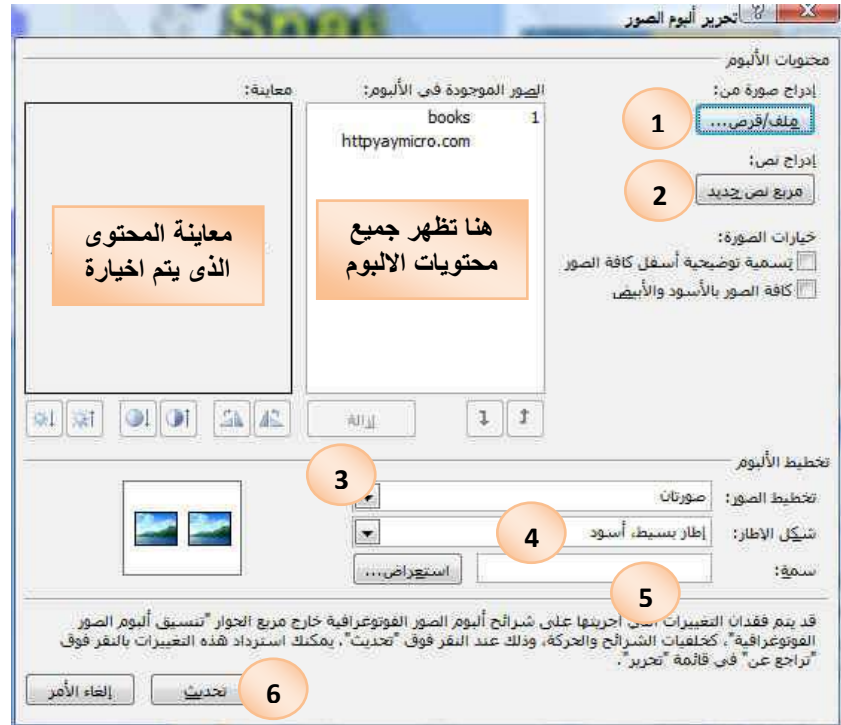 تحرير ألبوم الصور
محتويات الألبوم
إدراج صورة من:
ملف/قرص...
1
إدراج نص:
مربع نص جديد
2
خيارات الصورة:
تسمية توضيحية أسفل كافة الصور
كافة الصور بالأسود والأبيض
الصور الموجودة في الألبوم:
1 books
httpyaymicro.com
هنا تظهر جميع
محتويات الالبوم
إزالة
معاينة:
معاينة المحتوى
الذى يتم اخيارة
تخطيط الألبوم
تخطيط الصور: صورتان
3
شكل الإطار: إطار بسيط، أسود
4
سمة:
استعراض...
5
قد يتم فقدان التغييرات التي أجريتها على شرائح ألبوم الصور الفوتوغرافية خارج مربع الحوار "تنسيق ألبوم الصور
الفوتوغرافية"، كخلفيات الشرائح والحركة، وذلك عند النقر فوق "تحديث". يمكنك استرداد هذه التغييرات بالنقر فوق
"تراجع عن" في قائمة "تحرير".
6
تحديث
إلغاء الأمر